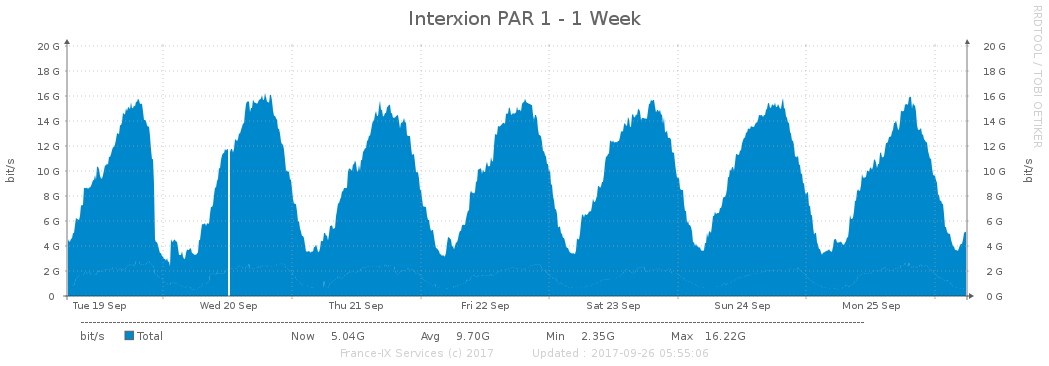 Interxion PAR 1 - 1 Week
RRDTOOL / TOBI OETIKER
bit/s
20 G 20 G
18 G 18 G
16 G 16 G
14 G 14 G
12 G 12 G
10 G 10 G
8 G 8 G
6 G 6 G
4 G 4 G
2 G 2 G
0 0 G
bit/s
Tue 19 Sep Wed 20 Sep Thu 21 Sep Fri 22 Sep Sat 23 Sep Sun 24 Sep Mon 25 Sep
bit/s Total Now 5.04G Avg 9.70G Min 2.35G Max 16.22G
France-IX Services (c) 2017 Updated : 2017-09-26 05:55:06